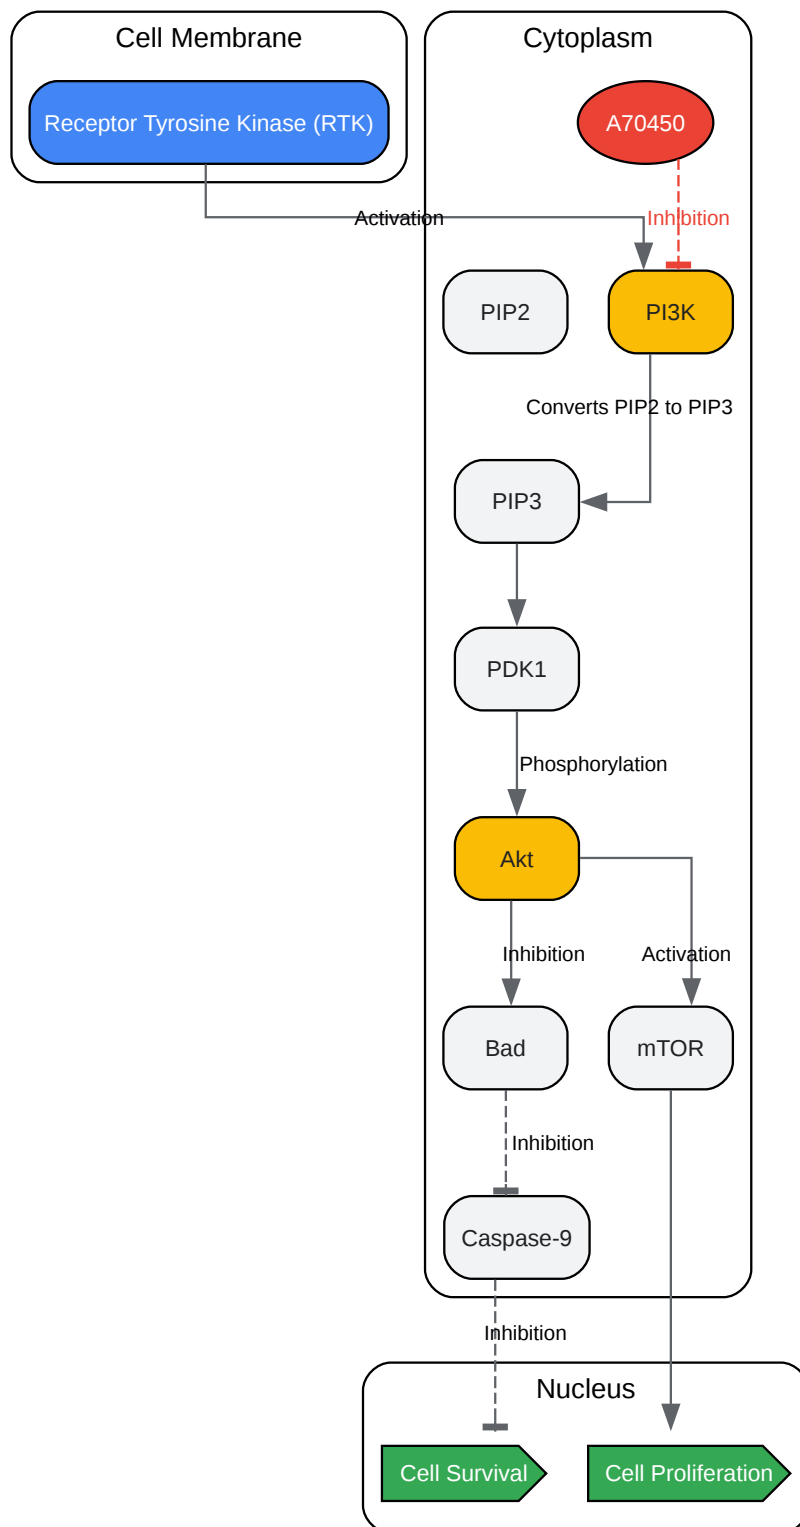 Cell Membrane
Cytoplasm
Receptor Tyrosine Kinase (RTK)
A70450
Activation
Inhibition
PIP2
PI3K
Converts PIP2 to PIP3
PIP3
PDK1
Phosphorylation
Akt
Inhibition
Activation
Bad
mTOR
Inhibition
Caspase-9
Inhibition
Nucleus
Cell Survival
Cell Proliferation